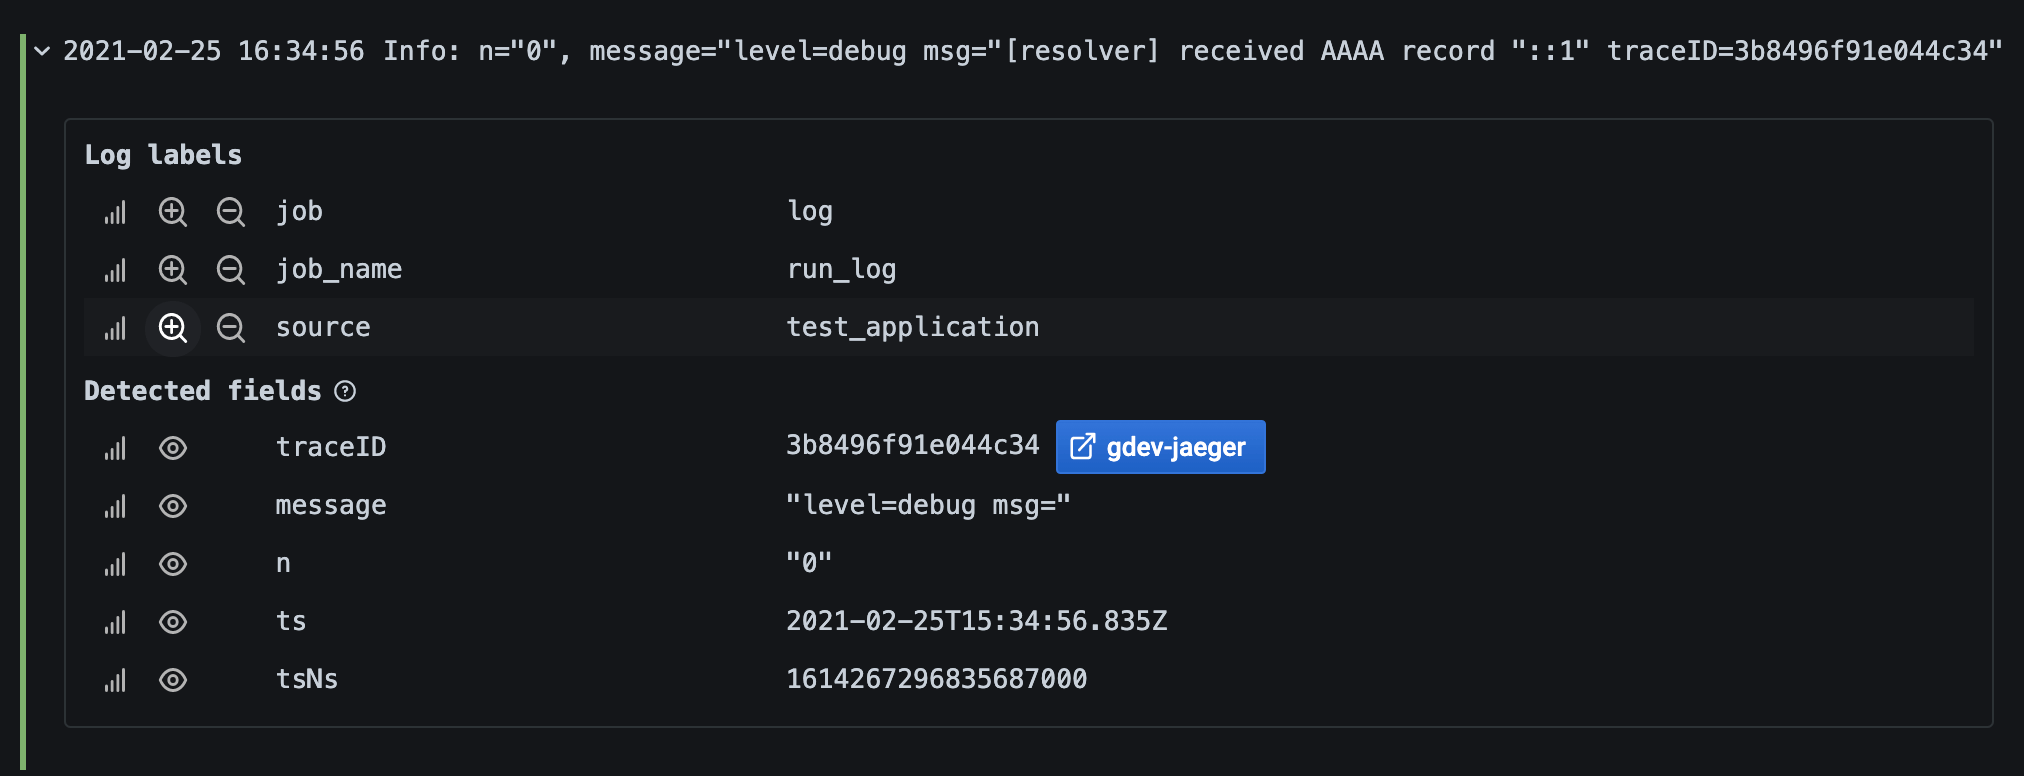 2021-02-25 16:34:56 Info: n="0", message="level=debug msg="[resolver] received AAAA record "::1" traceID=3b8496f91e044c34"
Log labels
job log
job_name run_log
source test_application
Detected fields
traceID 3b8496f91e044c34 gdev-jaeger
message "level=debug msg="
n "0"
ts 2021-02-25T15:34:56.835Z
tsNs 1614267296835687000